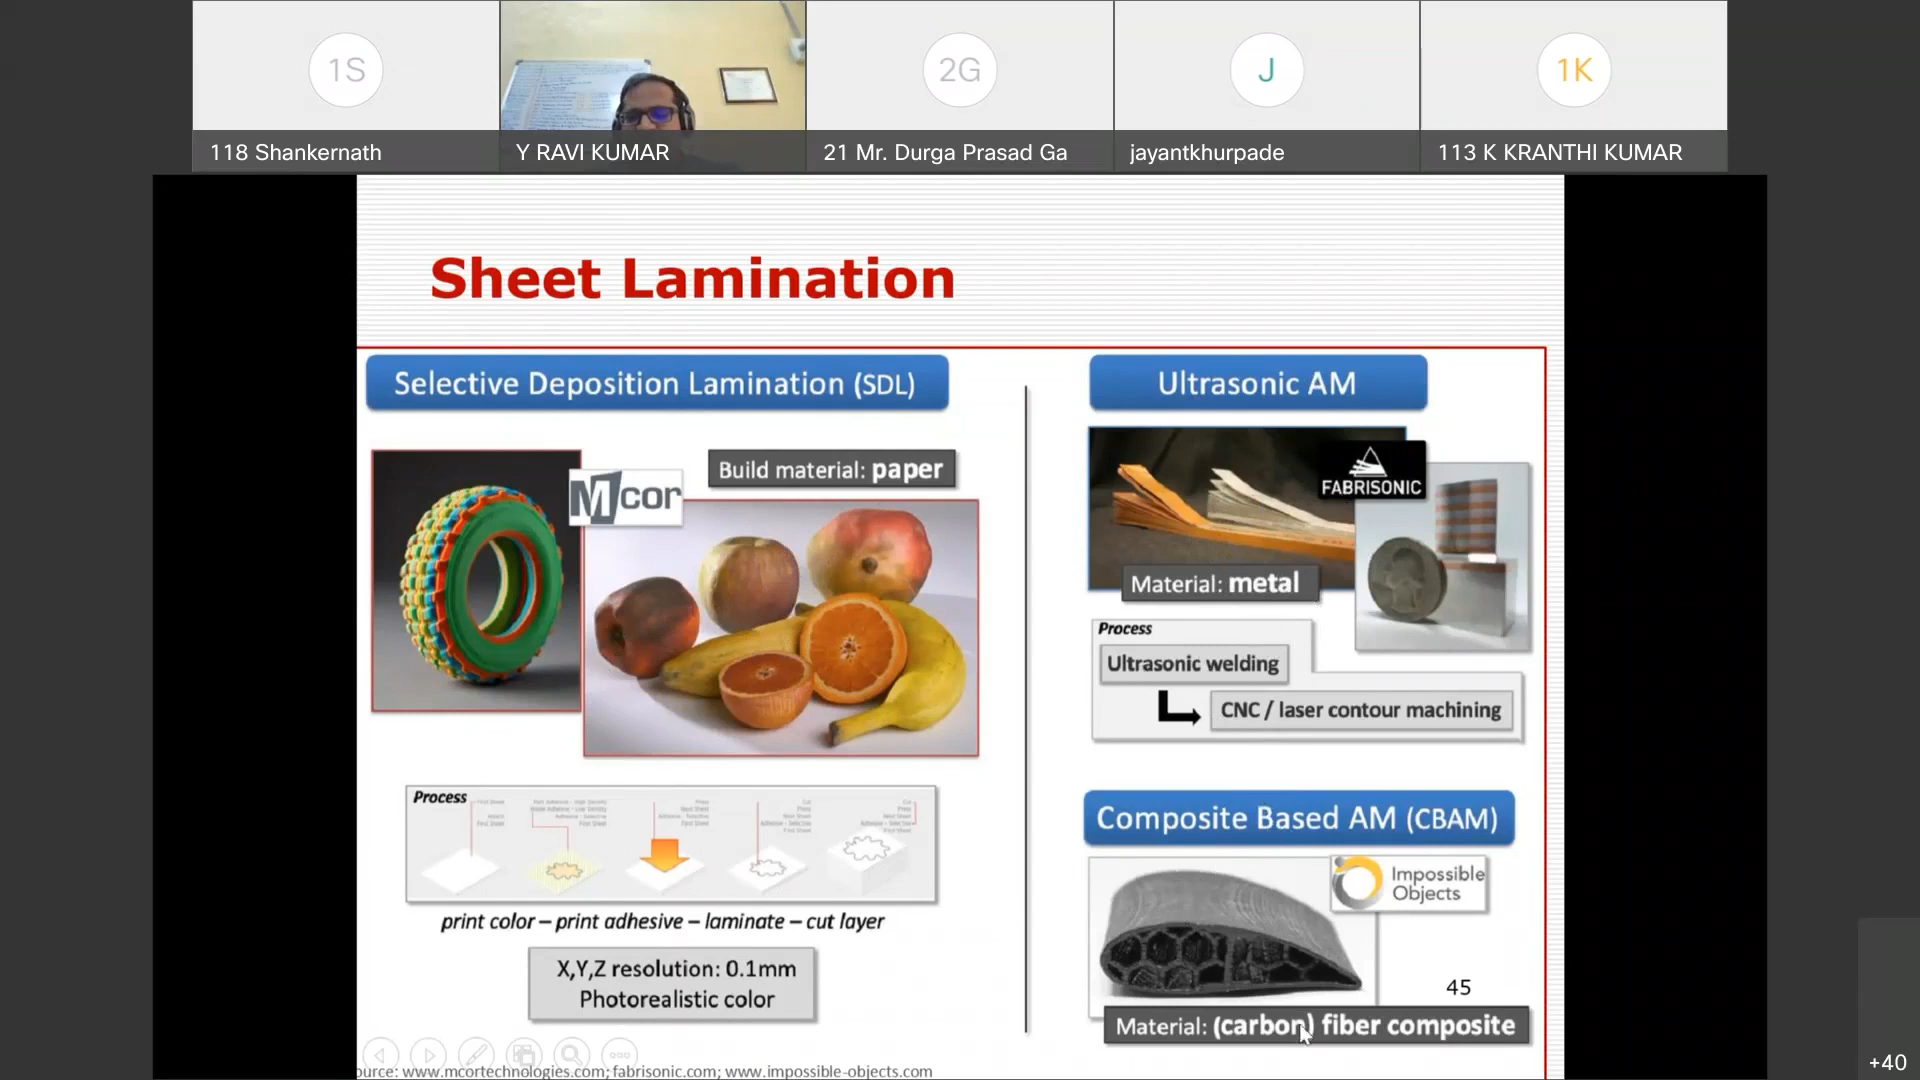 1S
2G
J
1K
118 Shankernath
Y RAVI KUMAR
21 Mr. Durga Prasad Ga
jayantkhurpade
113 K KRANTHI KUMAR
Sheet Lamination
Selective Deposition Lamination (SDL)
Mcor
Build material: paper
Process
print color – print adhesive – laminate – cut layer
X,Y,Z resolution: 0.1mm
Photorealistic color
Ultrasonic AM
FABRISONIC
Material: metal
Process
Ultrasonic welding
CNC / laser contour machining
Composite Based AM (CBAM)
Impossible
Objects
45
Material: (carbon) fiber composite
ource: www.mcortechnologies.com; fabrisonic.com; www.impossible-objects.com
+40